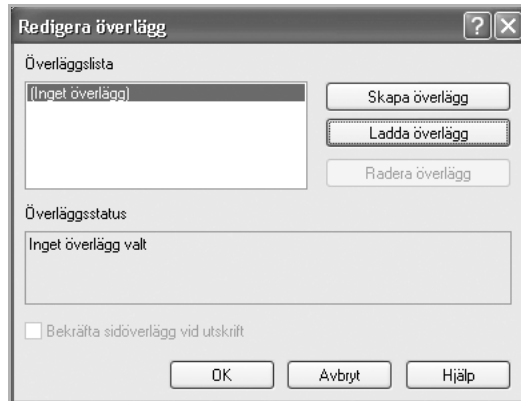 Redigera överlägg
Överläggslista
(Inget överlägg)
Skapa överlägg
Ladda överlägg
Radera överlägg
Överläggsstatus
Inget överlägg valt
Bekräfta sidöverlägg vid utskrift
OK Avbryt Hjälp